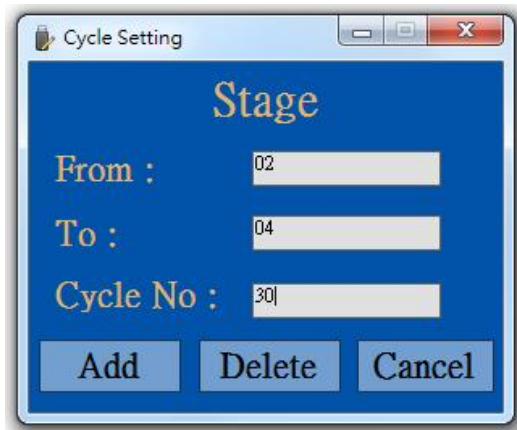 Cycle Setting
Stage
From : 02
To : 04
Cycle No : 30
Add Delete Cancel